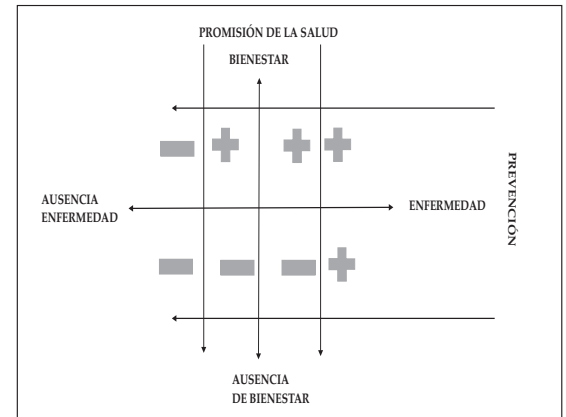 PROMISIÓN DE LA SALUD
BIENESTAR
PREVENCIÓN
AUSENCIA
ENFERMEDAD
ENFERMEDAD
AUSENCIA
DE BIENESTAR